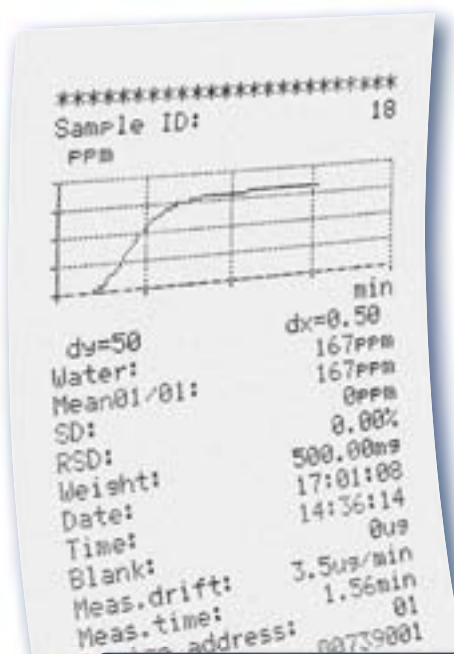 ************************
Sample ID: 18
ppm
min
dy=50 dx=0.50
Water: 167ppm
Mean01/01: 167ppm
SD: 0ppm
RSD: 0.00%
Weight: 500.00mg
Date: 17:01:08
Time: 14:36:14
Blank: 0ug
Meas.drift: 3.5ug/min
Meas.time: 1.56min
address: 01
00739001